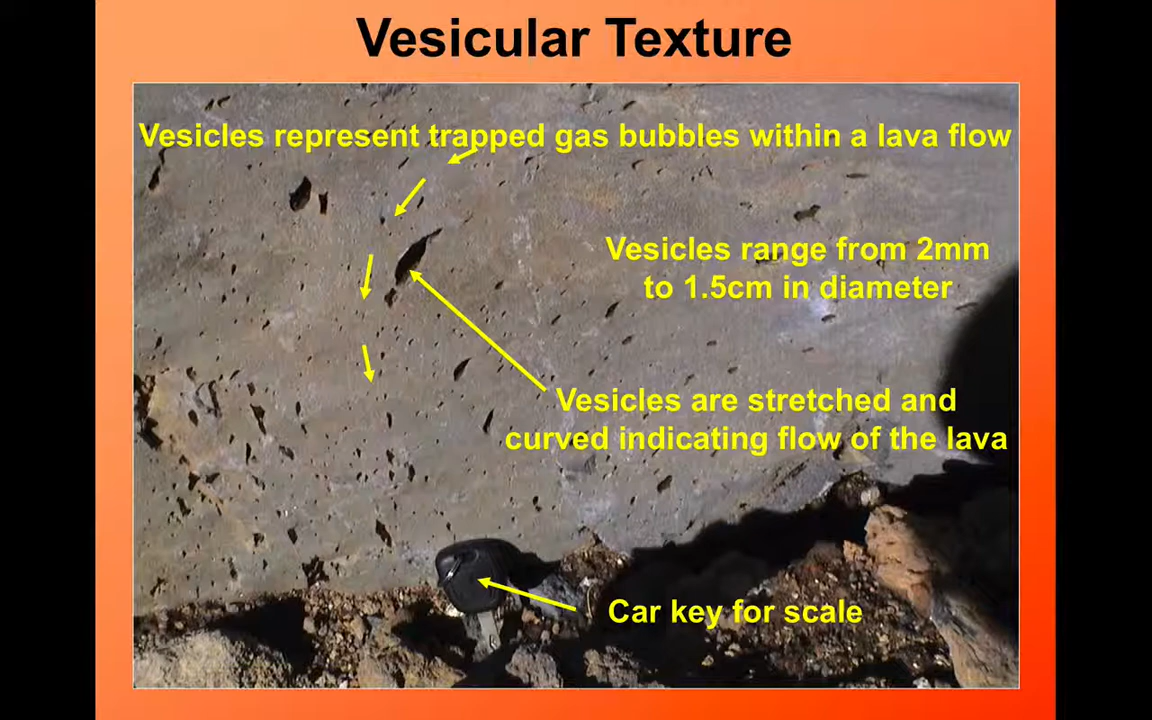 Vesicular Texture
Vesicles represent trapped gas bubbles within a lava flow
Vesicles range from 2mm
to 1.5cm in diameter
Vesicles are stretched and
curved indicating flow of the lava
Car key for scale